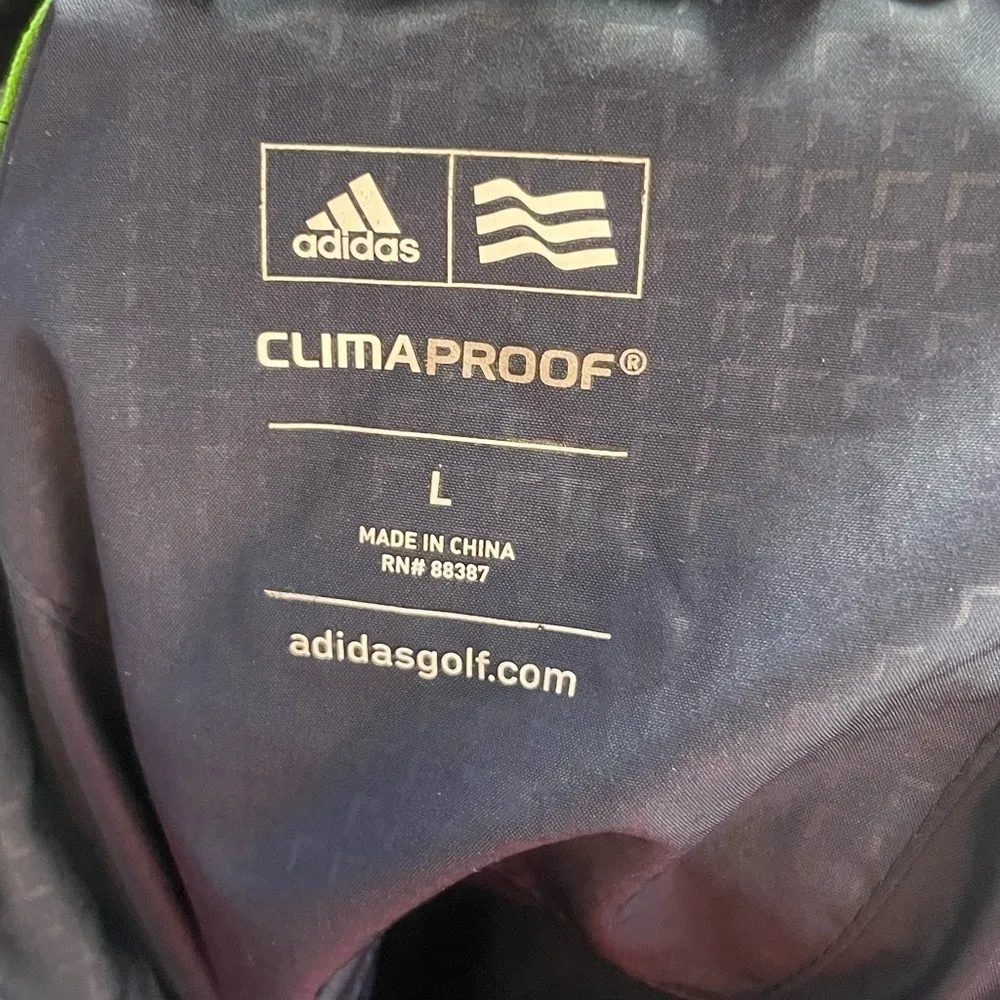 adidas
CLIMAPROOF®
L
MADE IN CHINA
RN# 88387
adidasgolf.com